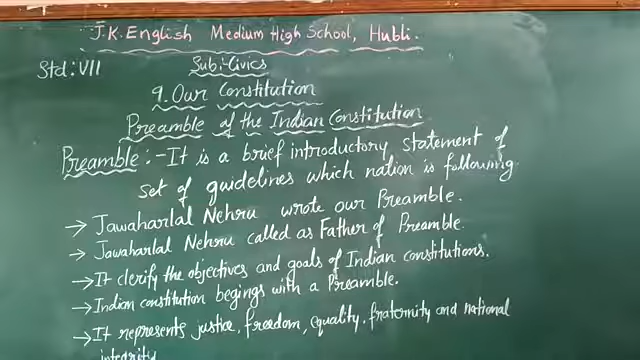 J.K.English Medium High School, Hubli.
Std:VII
Sub:-Civics
9. Our Constitution
Preamble of the Indian Constitution
Preamble:-It is a brief introductory statement of
set of guidelines which nation is following.
→ Jawaharlal Nehru wrote our Preamble.
→ Jawaharlal Nehru called as Father of Preamble.
→It clerify the objectives and goals of Indian constitutions.
→Indian constitution begings with a Preamble.
→It represents justice, freedom, equality, fraternity and national
integrity